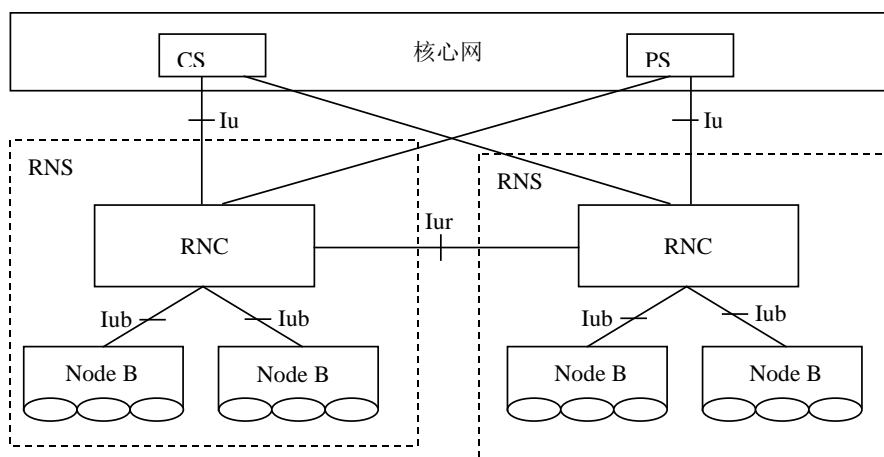 核心网
CS
PS
Iu
Iu
RNS
RNS
RNC
Iur
RNC
Iub
Iub
Iub
Iub
Node B
Node B
Node B
Node B